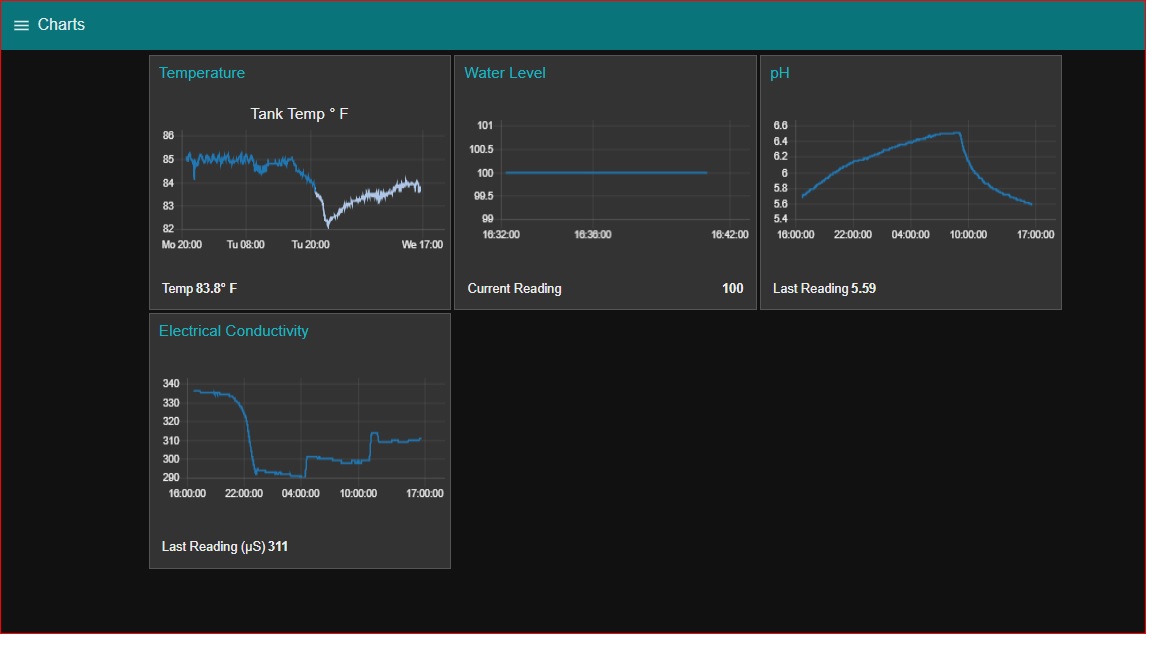 Charts
Temperature
Tank Temp ° F
86
85
84
83
82
Mo 20:00 Tu 08:00 Tu 20:00 We 17:00
Temp 83.8° F
Water Level
101
100.5
100
99.5
99
16:32:00 16:36:00 16:42:00
Current Reading 100
pH
6.6
6.4
6.2
6
5.8
5.6
5.4
16:00:00 22:00:00 04:00:00 10:00:00 17:00:00
Last Reading 5.59
Electrical Conductivity
340
330
320
310
300
290
16:00:00 22:00:00 04:00:00 10:00:00 17:00:00
Last Reading (µS) 311